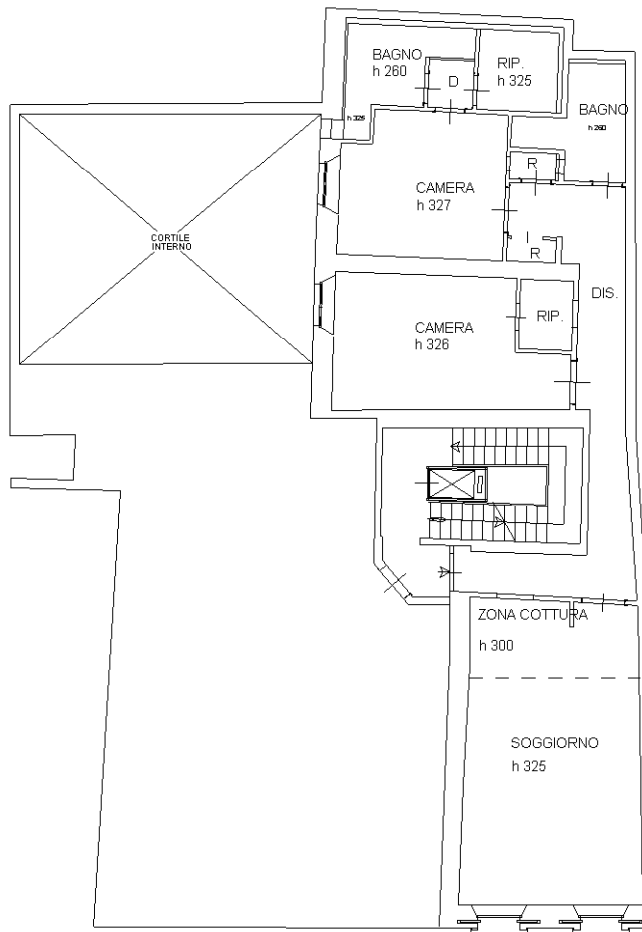 BAGNO
h 260
D
RIP.
h 325
BAGNO
h 260
h 325
R
CAMERA
h 327
CORTILE
INTERNO
R
DIS.
CAMERA
h 326
RIP.
ZONA COTTURA
h 300
SOGGIORNO
h 325